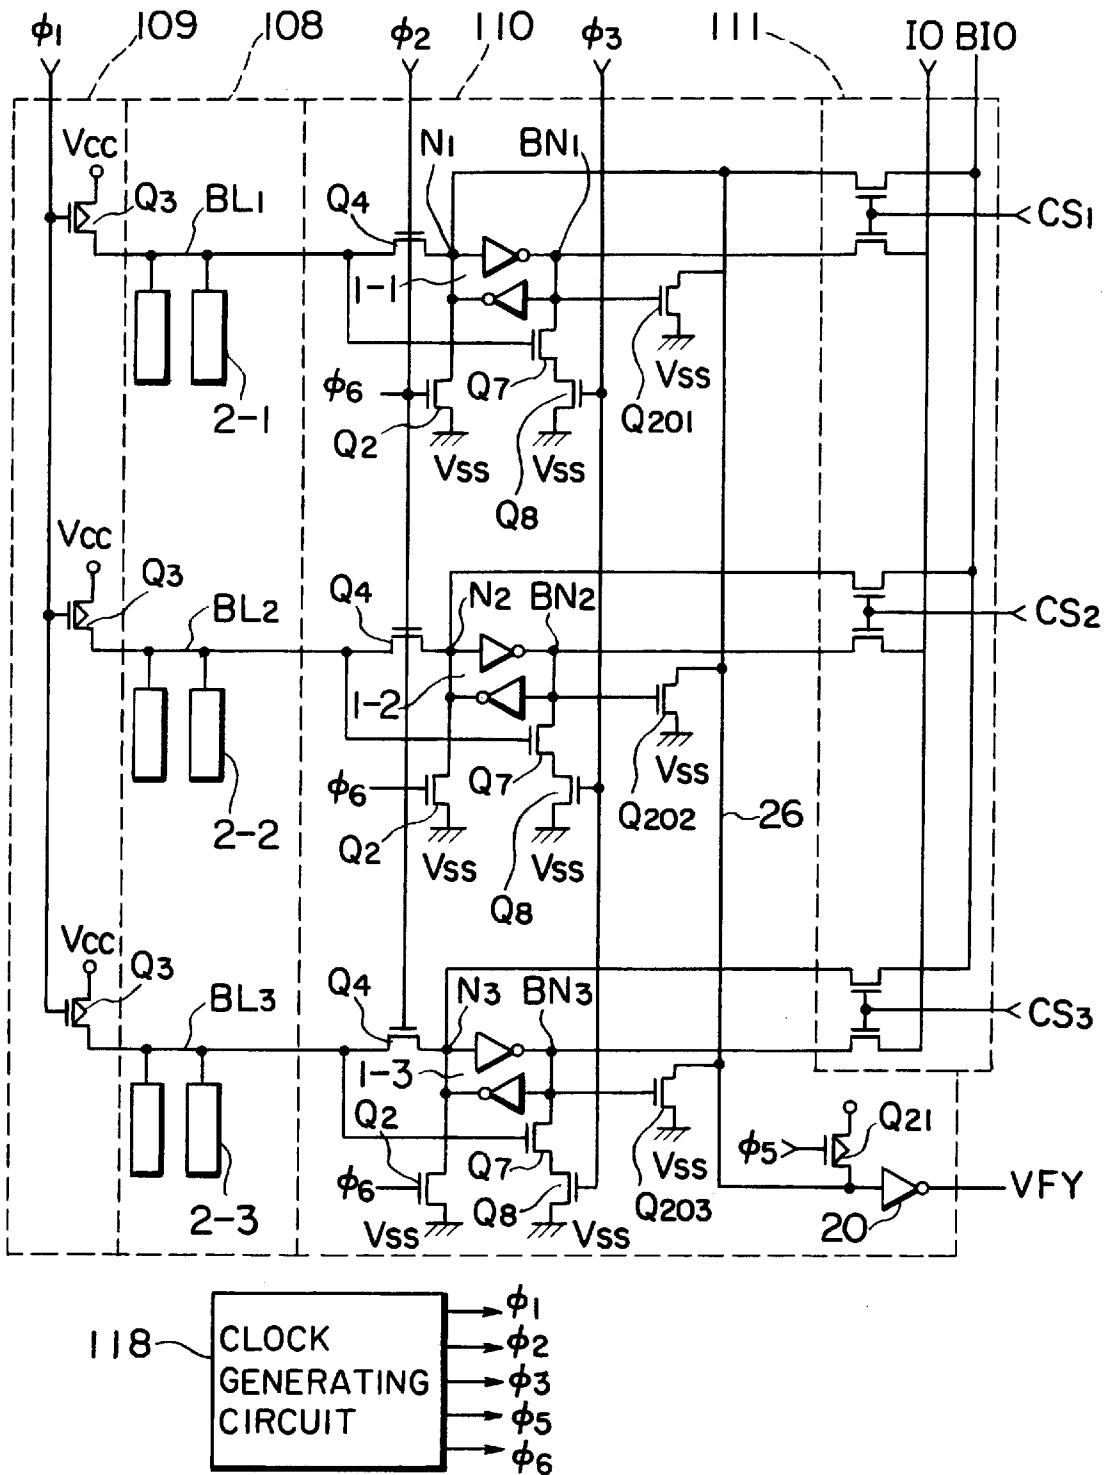 φ1 109 108 φ2 110 φ3 111 IO BIO
VCC N1 BN1
Q3 BL1 Q4 CS1
1-1
VSS
φ6 Q7 Q201
2-1 Q2
VSS VSS
Q8
VCC Q3 Q4 N2 BN2
BL2 CS2
1-2
VSS
φ6 Q7 Q202 26
2-2 Q2
VSS VSS
Q8
VCC Q3 Q4 N3 BN3
BL3 CS3
1-3
Q2 Q21
Q7 VSS φ5
φ6 Q8 Q203 20 VFY
2-3 VSS VSS
118 CLOCK GENERATING CIRCUIT
φ1
φ2
φ3
φ5
φ6